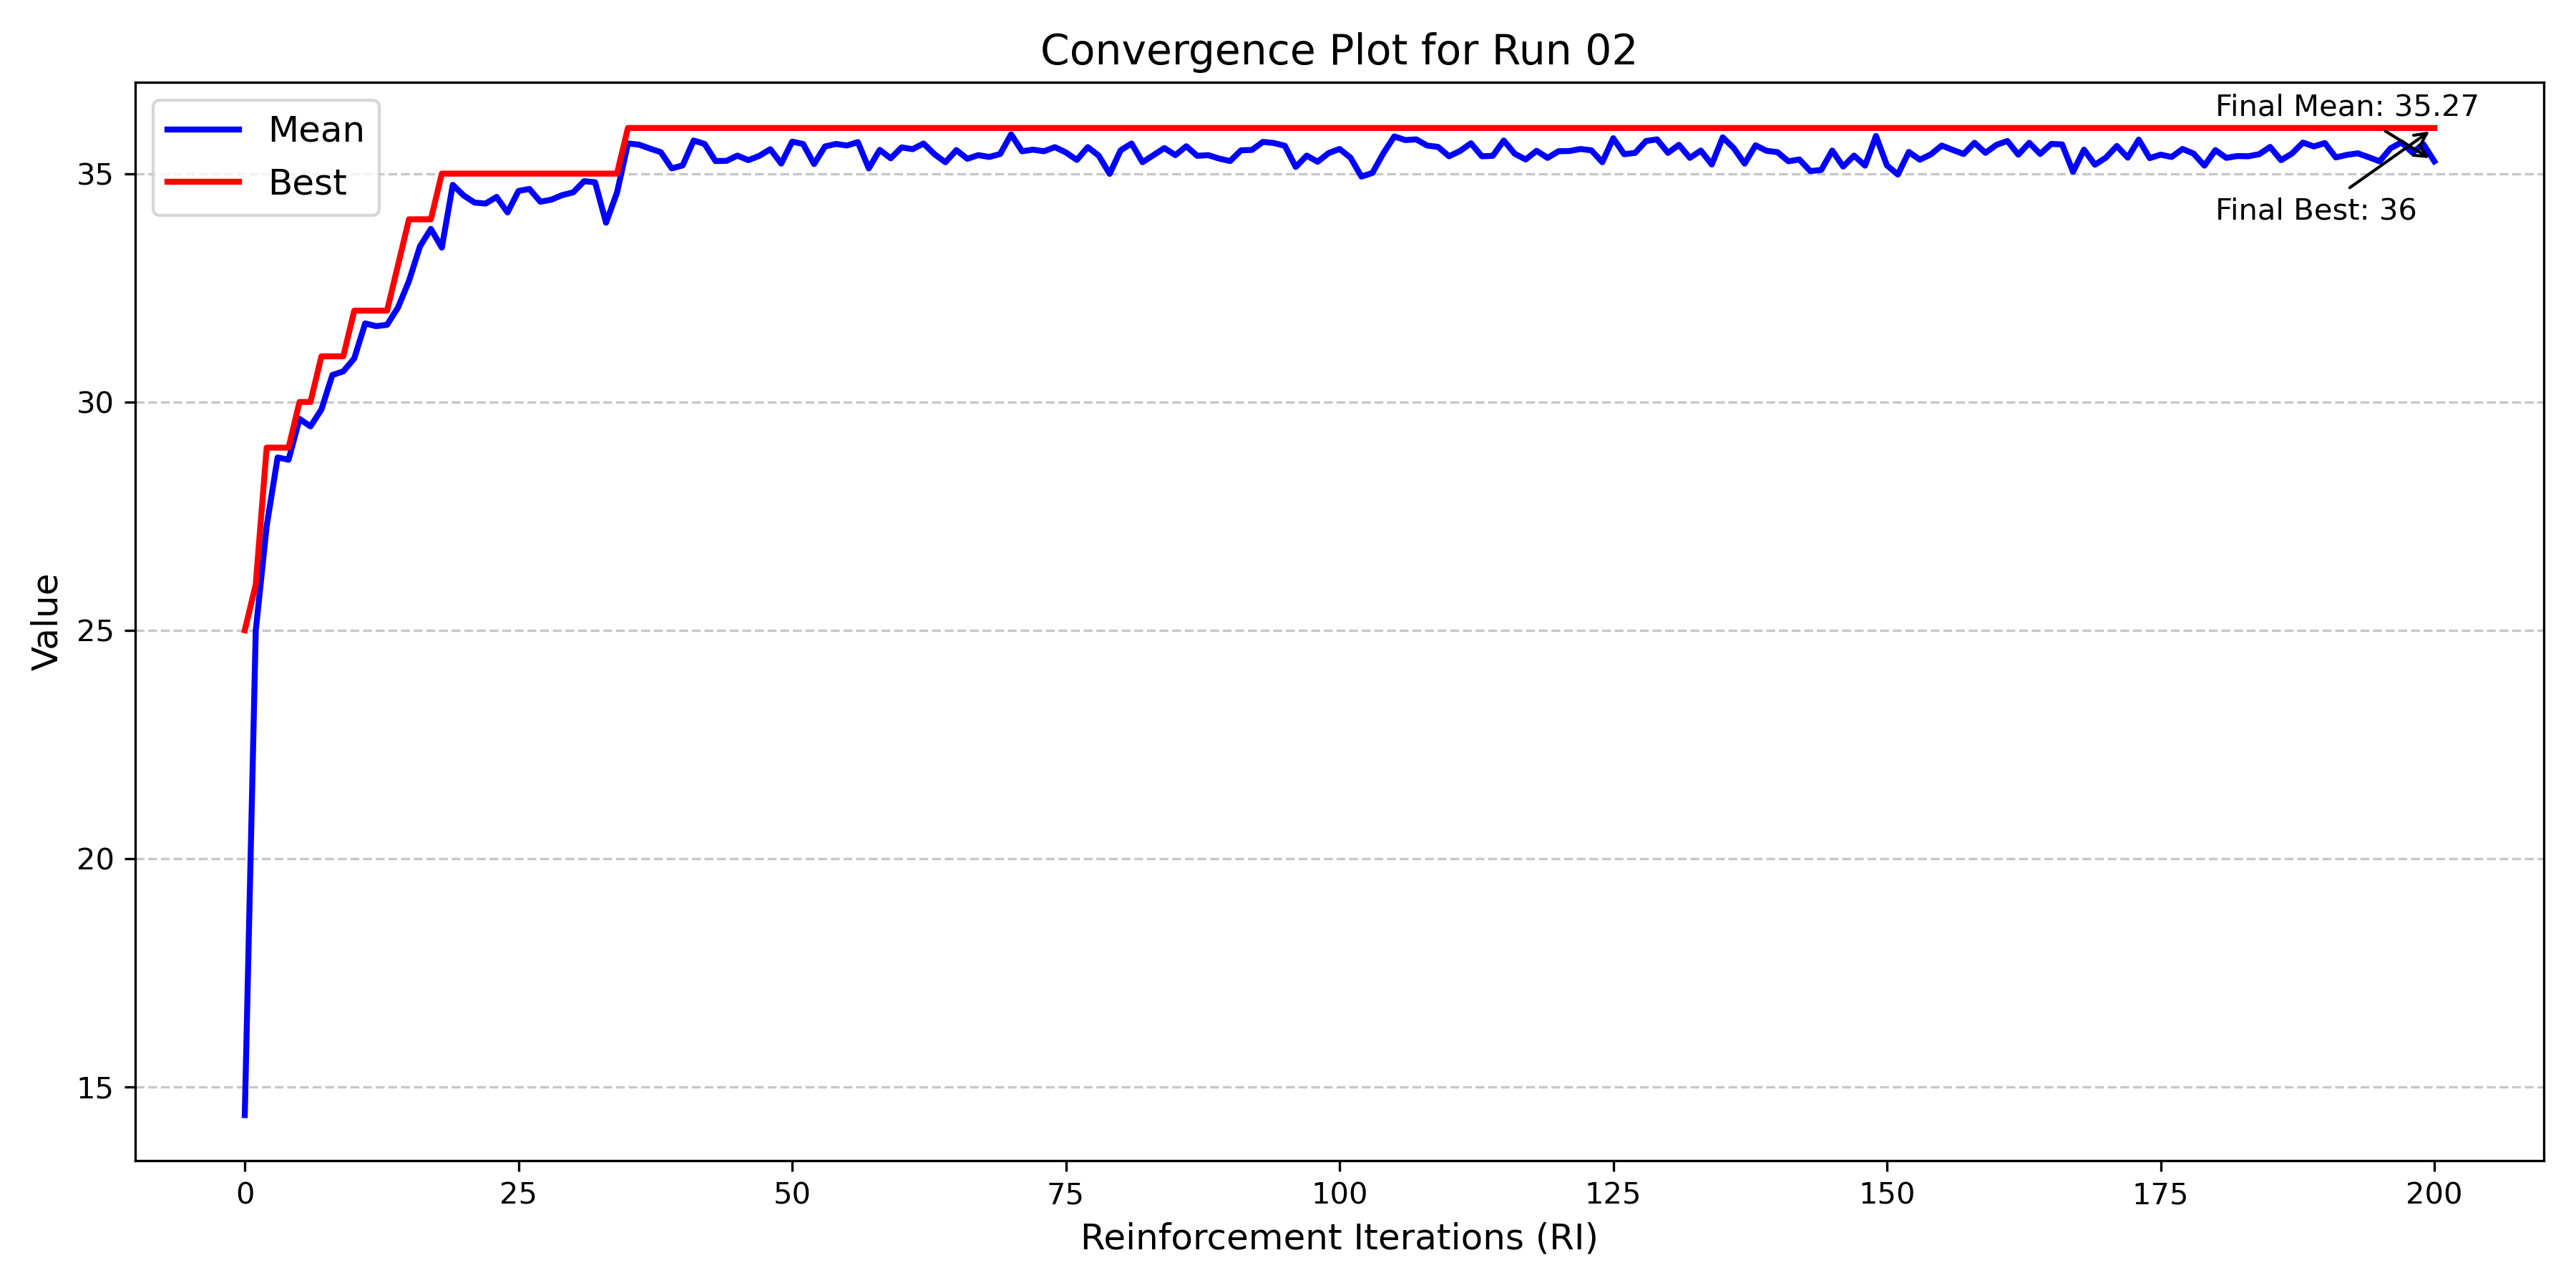 Convergence Plot for Run 02
Mean
Best
Final Mean: 35.27
Final Best: 36
Value
35
30
25
20
15
0 25 50 75 100 125 150 175 200
Reinforcement Iterations (RI)